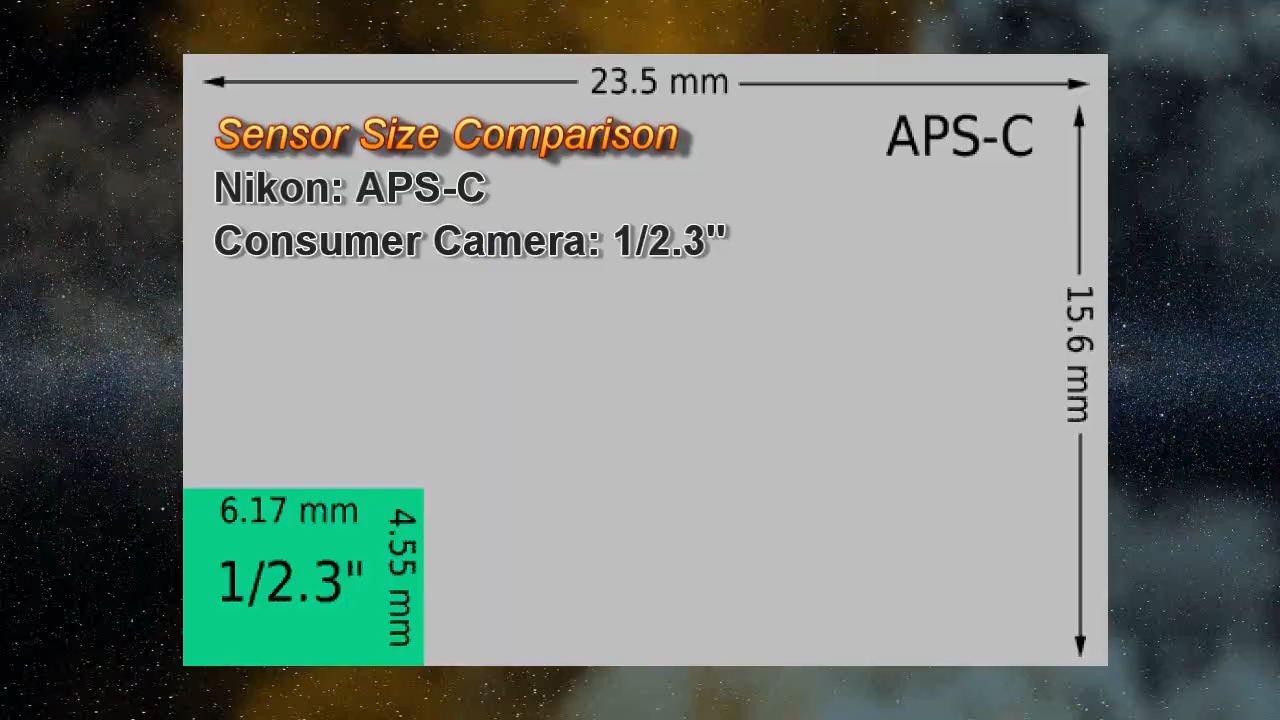 23.5 mm
Sensor Size Comparison
APS-C
Nikon: APS-C
Consumer Camera: 1/2.3"
15.6 mm
6.17 mm
4.55 mm
1/2.3"